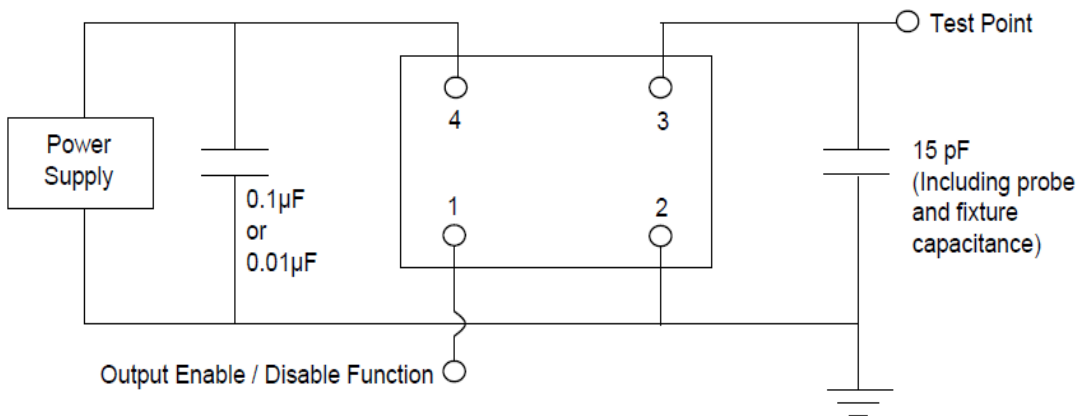 Test Point
4
3
Power
Supply
15 pF
(Including probe
and fixture
capacitance)
0.1µF
or
0.01µF
1
2
Output Enable / Disable Function